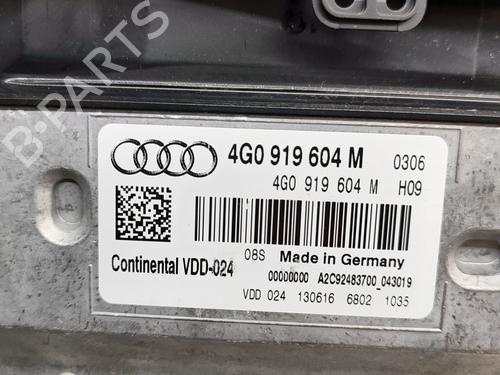 B-PARTS
4G0 919 604 M 0306
4G0 919 604 M H09
Continental VDD-024
08S Made in Germany
00000000 A2C92483700_043019
VDD 024 130616 6802 1035